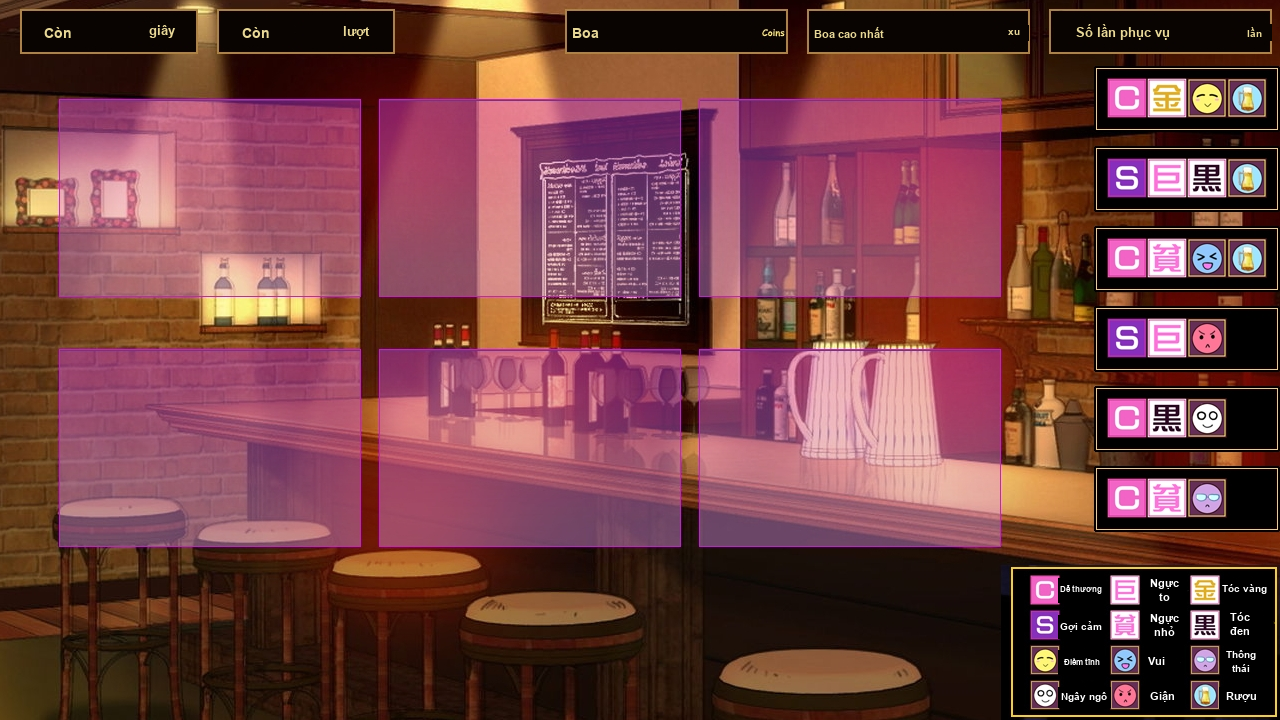 Còn giây
Còn lượt
Boa Coins
Boa cao nhất xu
Số lần phục vụ lần
C 金
S 巨 黒
C 貧
S 巨
C 黒
C 貧
C Dễ thương 巨 Ngực to 金 Tóc vàng
S Gợi cảm 貧 Ngực nhỏ 黒 Tóc đen
Điềm tĩnh Vui Thông thái
Ngây ngô Giận Rượu